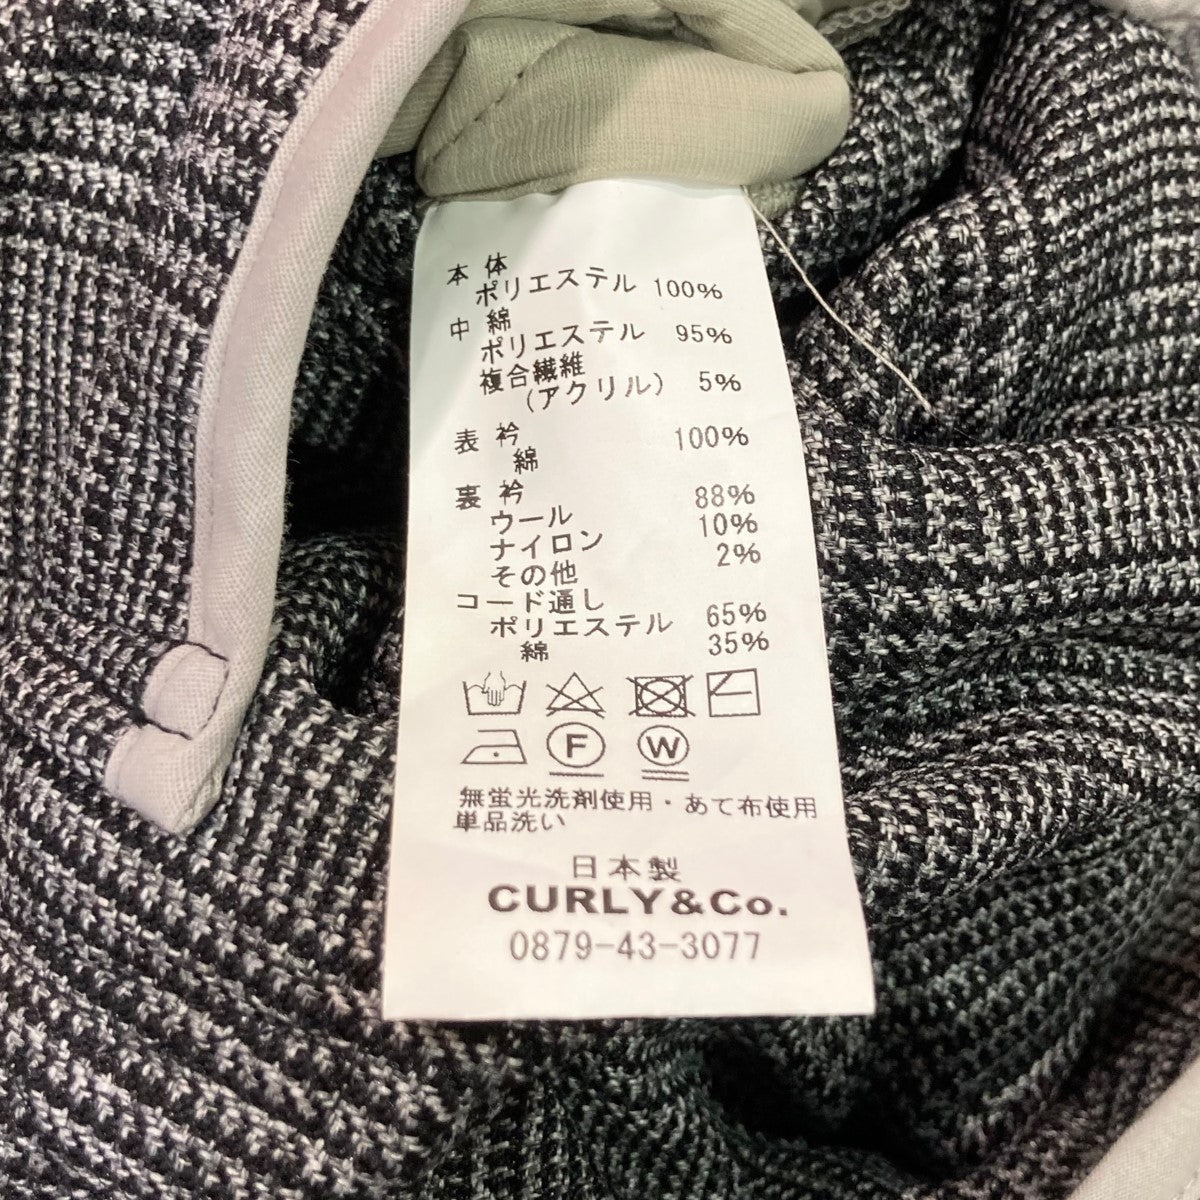 本 体
ポリエステル 100%
中 綿
ポリエステル 95%
複合繊維
(アクリル) 5%
表 衿 100%
綿
裏 衿 88%
ウール 10%
ナイロン 2%
その他
コード通し
ポリエステル 65%
綿 35%
F W
無蛍光洗剤使用・あて布使用
単品洗い
日本製
CURLY&Co.
0879-43-3077